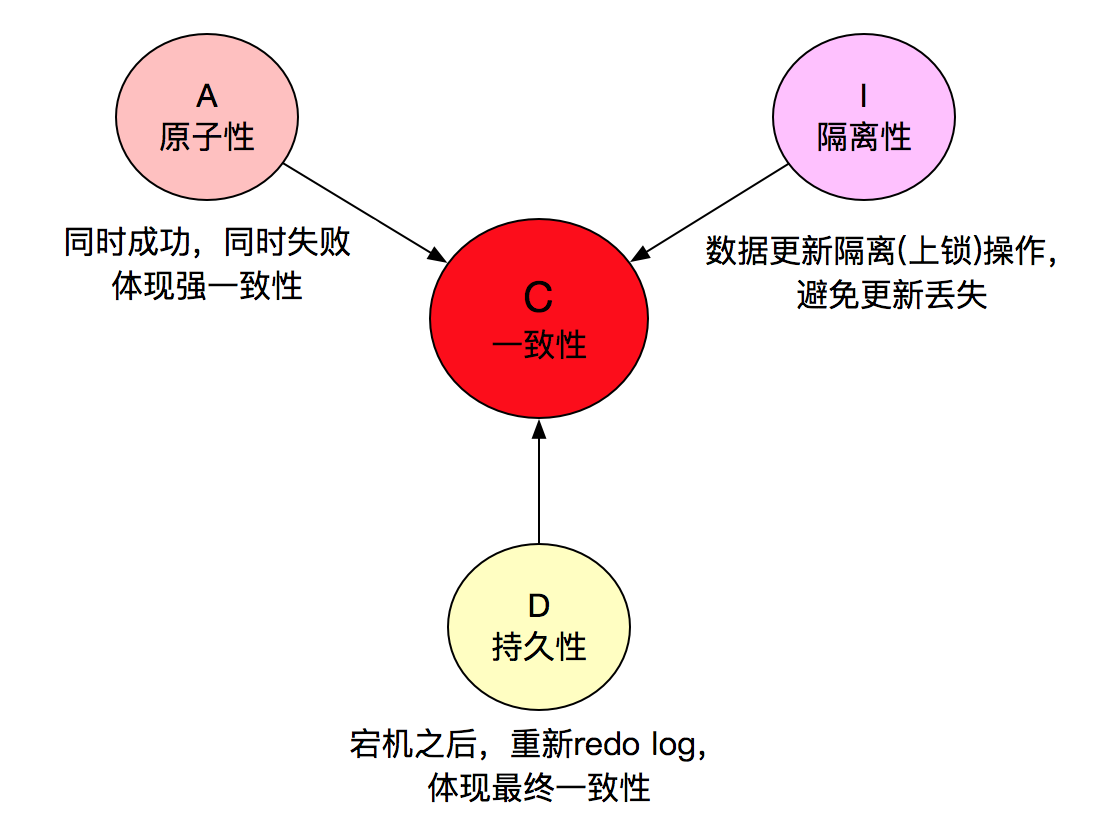 A
原子性
同时成功，同时失败
体现强一致性
I
隔离性
数据更新隔离(上锁)操作，
避免更新丢失
C
一致性
D
持久性
宕机之后，重新redo log，
体现最终一致性